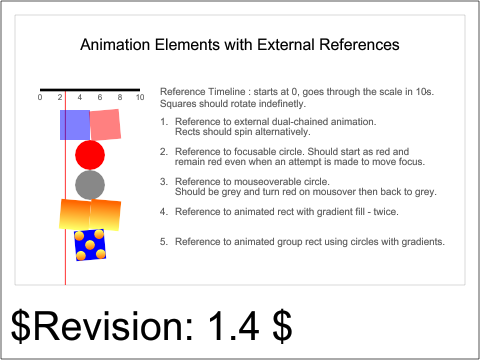 Animation Elements with External References
0 2 4 6 8 10
Reference Timeline : starts at 0, goes through the scale in 10s.
Squares should rotate indefinetly.
1. Reference to external dual-chained animation.
Rects should spin alternatively.
2. Reference to focusable circle. Should start as red and
remain red even when an attempt is made to move focus.
3. Reference to mouseoverable circle.
Should be grey and turn red on mousover then back to grey.
4. Reference to animated rect with gradient fill - twice.
5. Reference to animated group rect using circles with gradients.
$Revision: 1.4 $